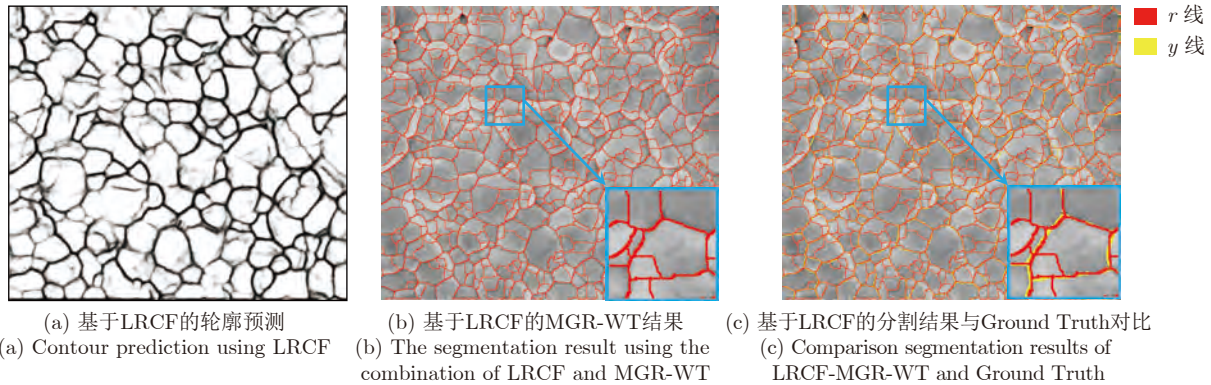 r 线
y 线
(a) 基于LRCF的轮廓预测
(a) Contour prediction using LRCF
(b) 基于LRCF的MGR-WT结果
(b) The segmentation result using the
combination of LRCF and MGR-WT
(c) 基于LRCF的分割结果与Ground Truth对比
(c) Comparison segmentation results of
LRCF-MGR-WT and Ground Truth